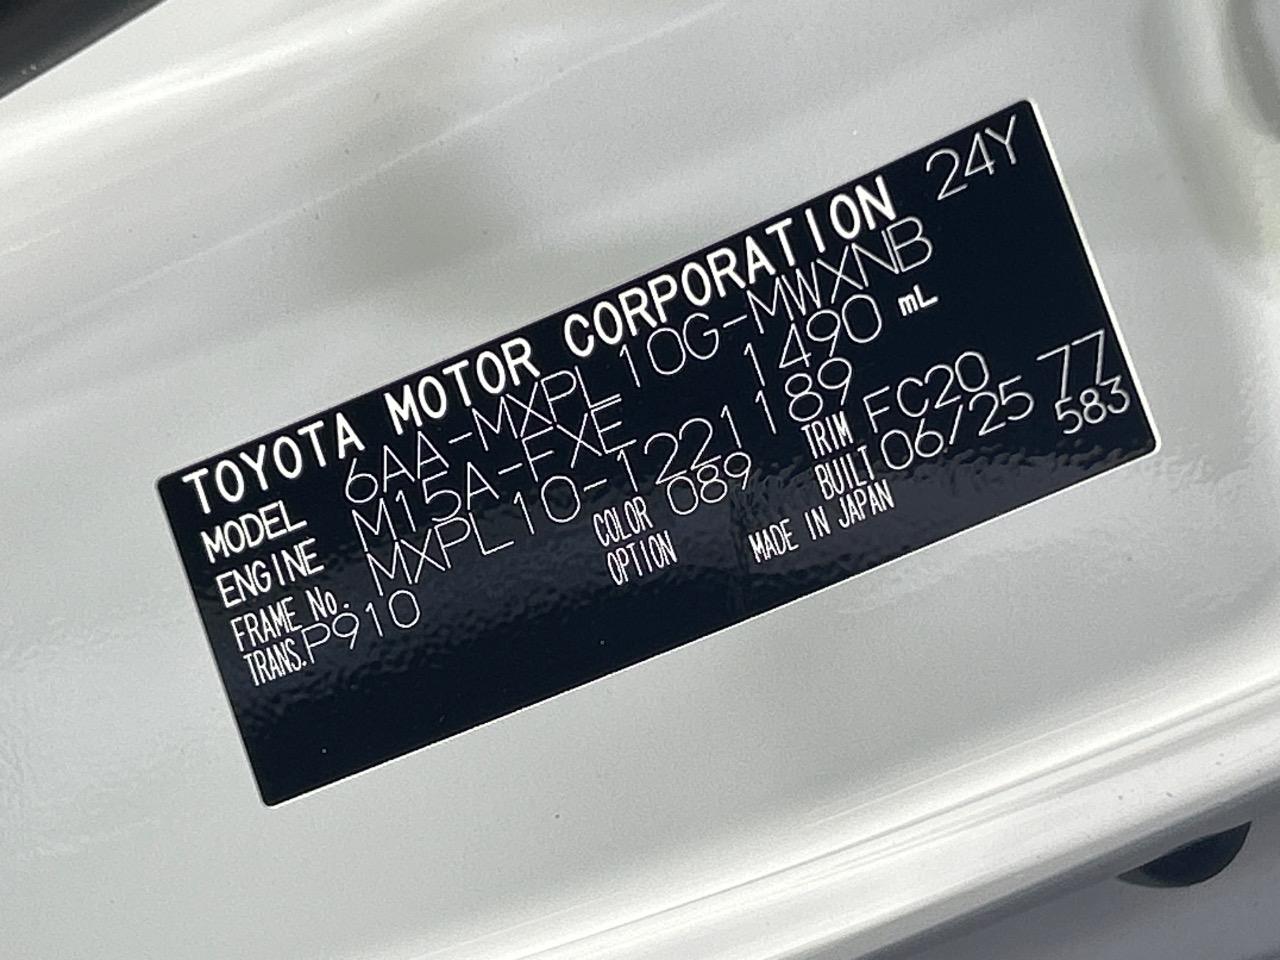 TOYOTA MOTOR CORPORATION 24Y
MODEL 6AA-MXPL10G-MWXNB
ENGINE M15A-FXE 1490 mL
FRAME No. MXPL10-1221189
TRANS. P910 COLOR 089 TRIM FC20 77
OPTION BUILT 06/25 583
MADE IN JAPAN